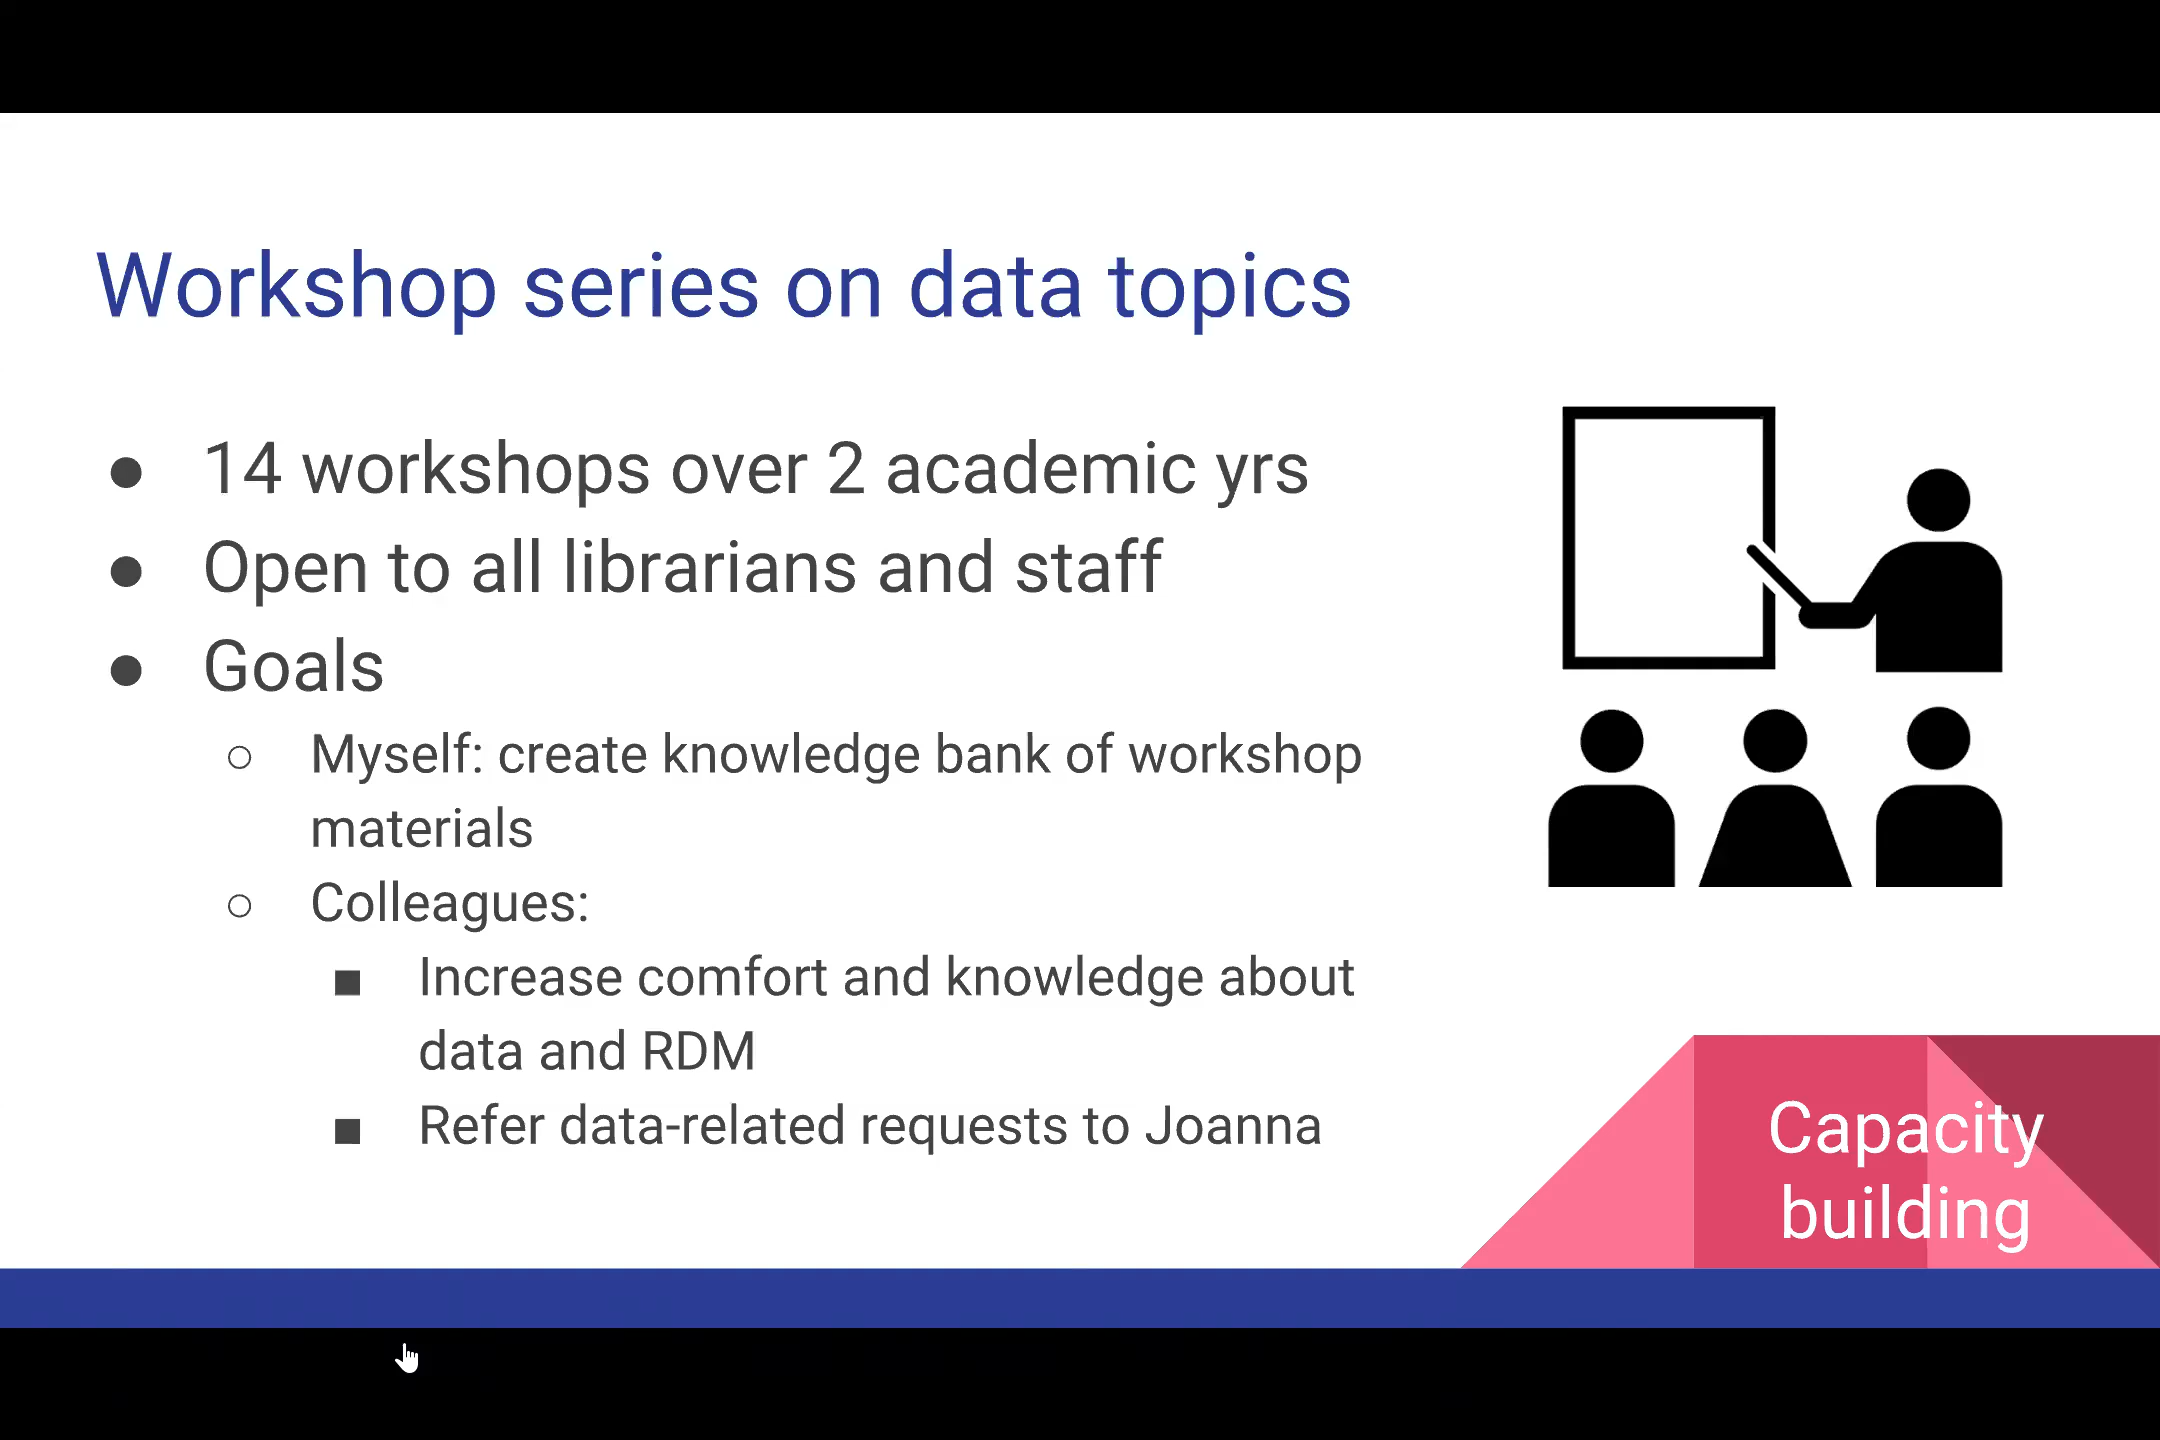 Workshop series on data topics
● 14 workshops over 2 academic yrs
● Open to all librarians and staff
● Goals
○ Myself: create knowledge bank of workshop
materials
○ Colleagues:
■ Increase comfort and knowledge about
data and RDM
■ Refer data-related requests to Joanna
Capacity
building